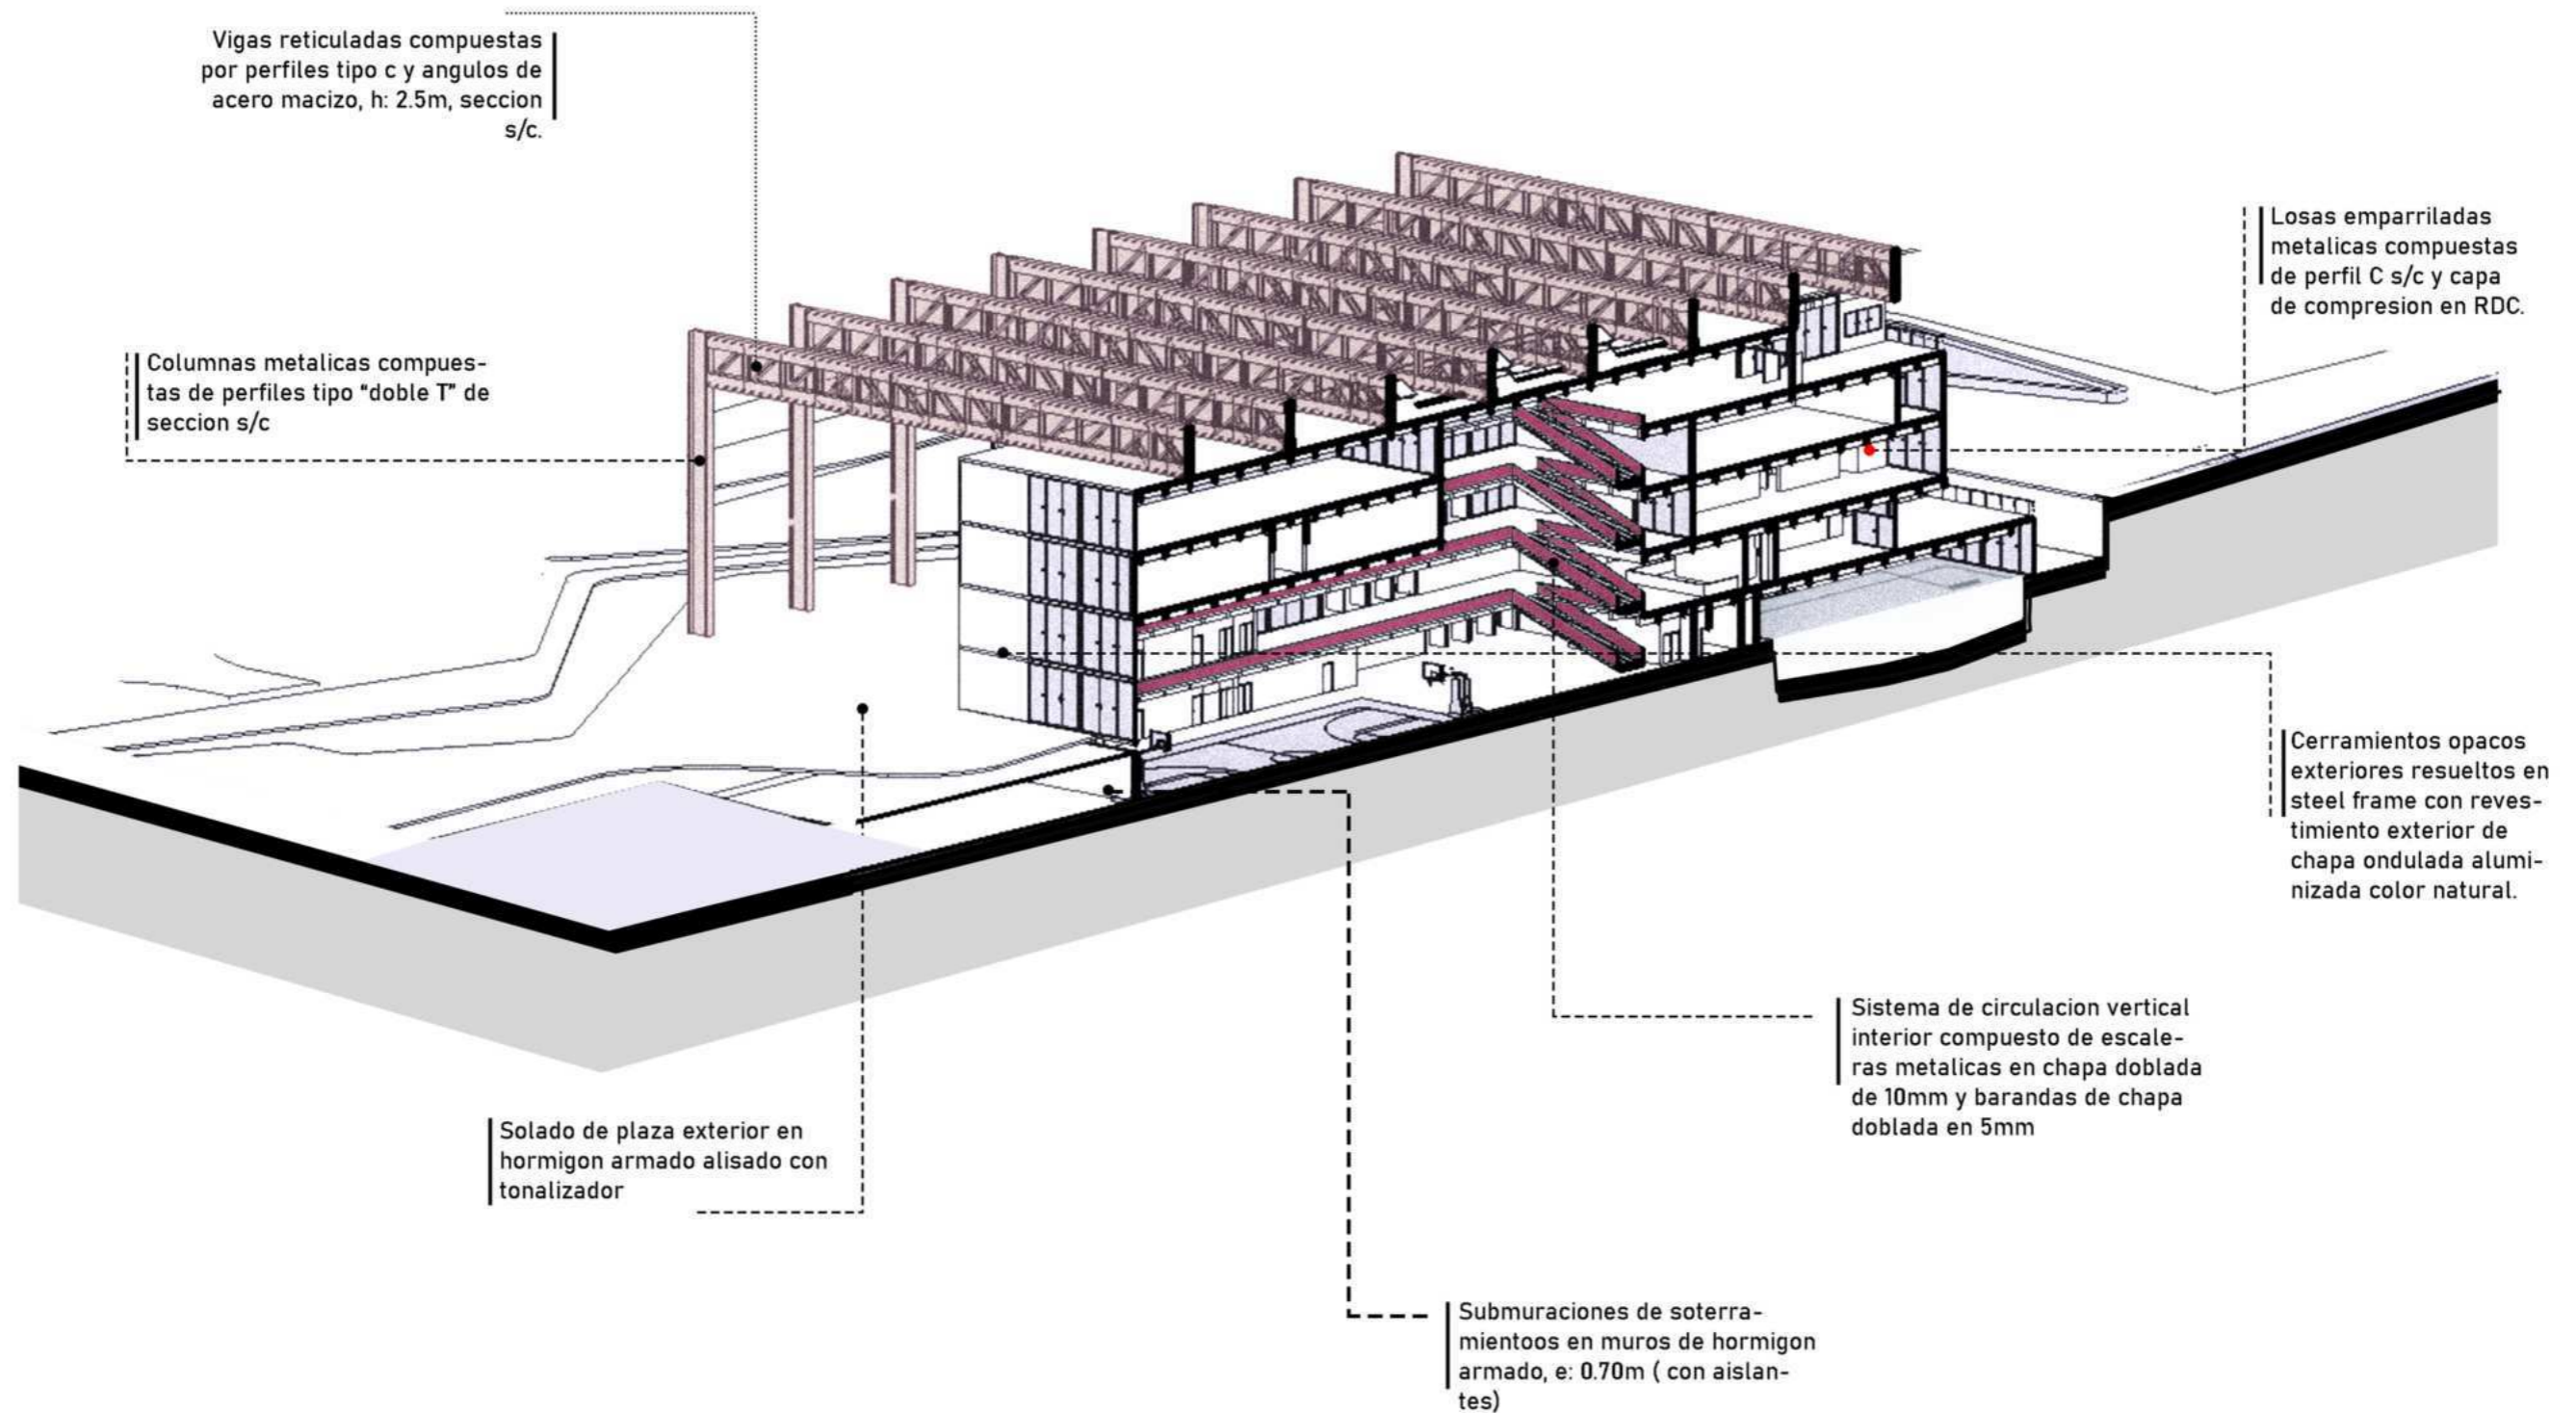 Vigas reticuladas compuestas
por perfiles tipo c y angulos de
acero macizo, h: 2.5m, seccion
s/c.
Losas emparriladas
metalicas compuestas
de perfil C s/c y capa
de compresion en RDC.
Columnas metalicas compues-
tas de perfiles tipo "doble T" de
seccion s/c
Cerramientos opacos
exteriores resueltos en
steel frame con reves-
timiento exterior de
chapa ondulada alumi-
nizada color natural.
Sistema de circulacion vertical
interior compuesto de escale-
ras metalicas en chapa doblada
de 10mm y barandas de chapa
doblada en 5mm
Solado de plaza exterior en
hormigon armado alisado con
tonalizador
Submuraciones de soterra-
mientoos en muros de hormigon
armado, e: 0.70m ( con aislan-
tes)